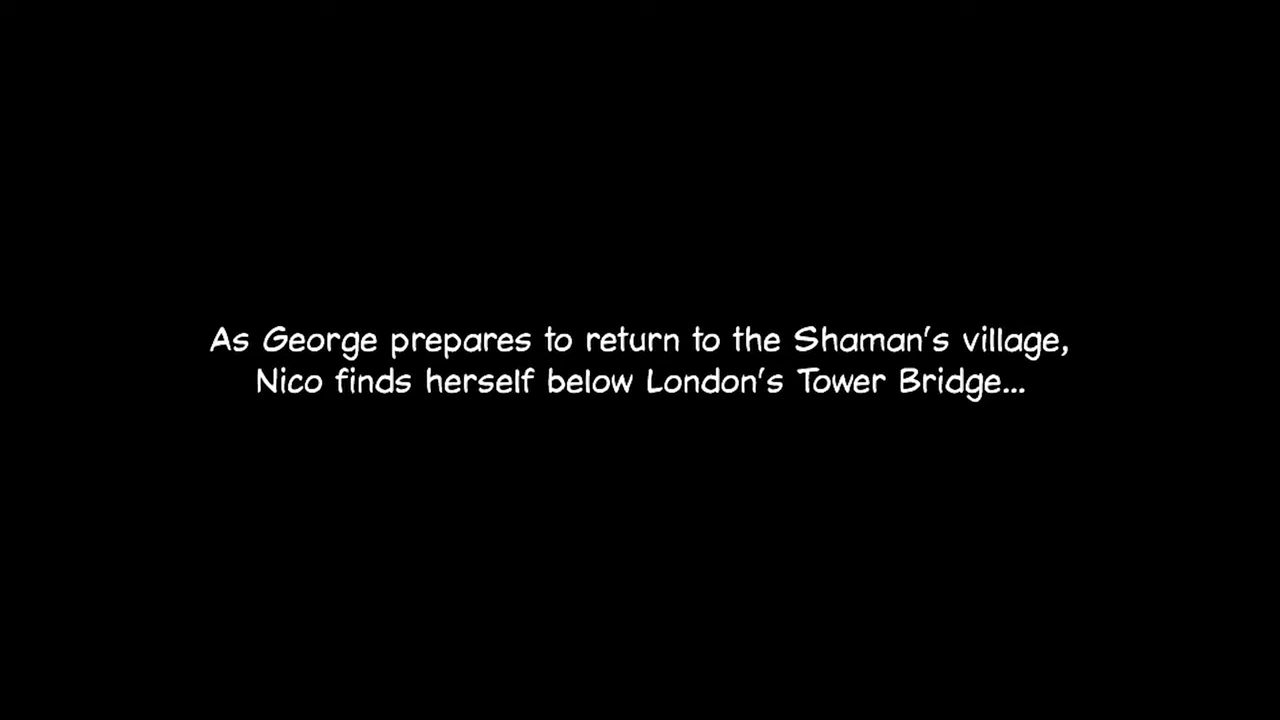 As George prepares to return to the Shaman's village,
Nico finds herself below London's Tower Bridge...